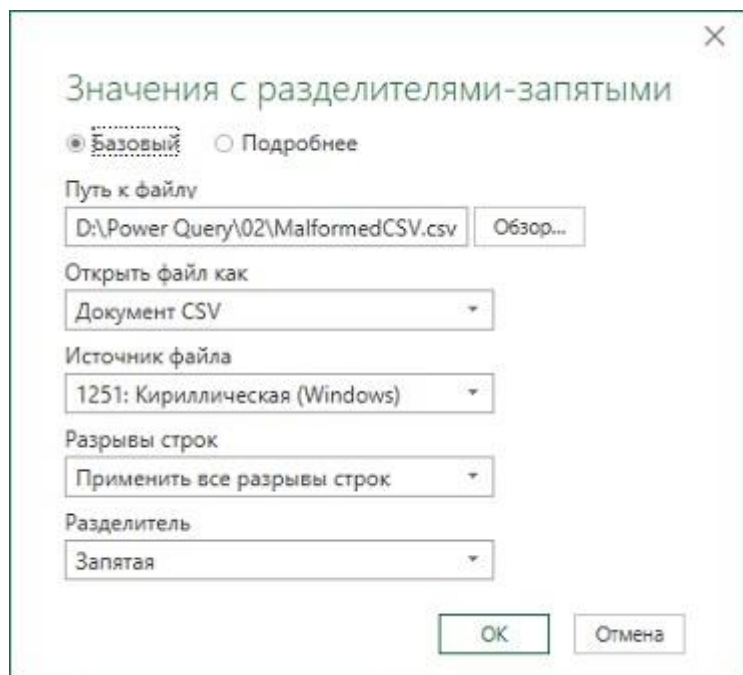 Значения с разделителями-запятыми
Базовый Подробнее
Путь к файлу
D:\Power Query\02\MalformedCSV.csv Обзор...
Открыть файл как
Документ CSV
Источник файла
1251: Кириллическая (Windows)
Разрывы строк
Применить все разрывы строк
Разделитель
Запятая
ОК Отмена